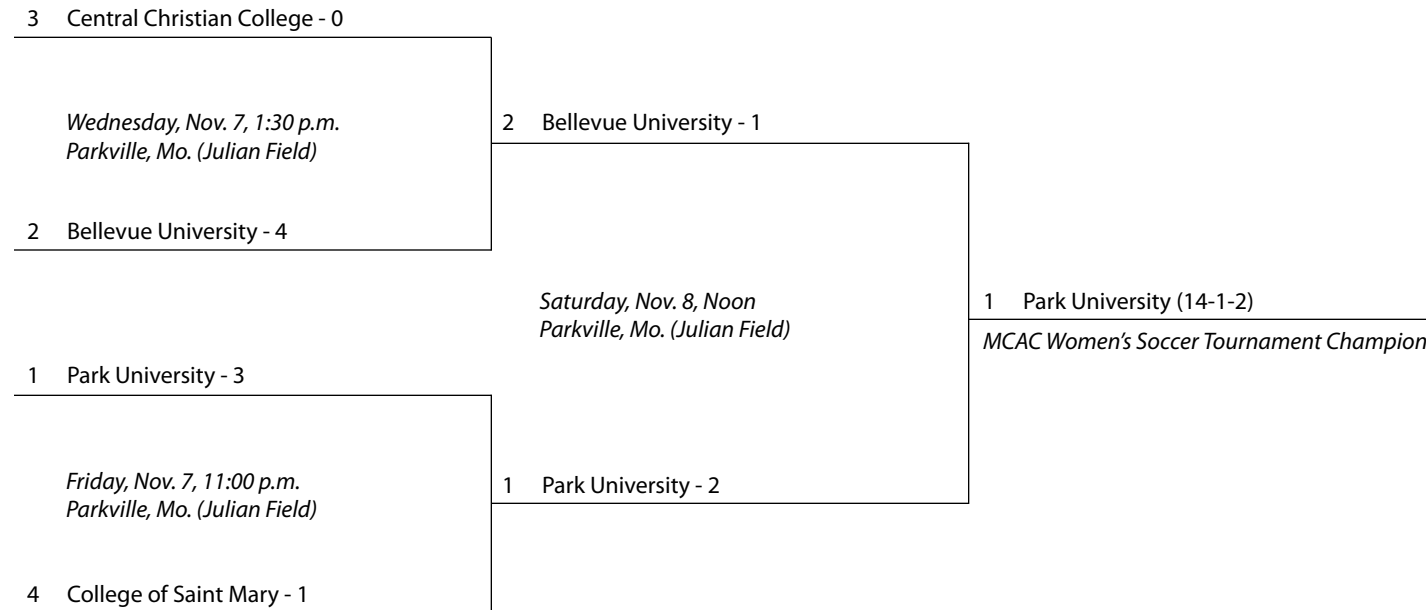 3 Central Christian College - 0
Wednesday, Nov. 7, 1:30 p.m.
Parkville, Mo. (Julian Field)
2 Bellevue University - 4
2 Bellevue University - 1
Saturday, Nov. 8, Noon
Parkville, Mo. (Julian Field)
1 Park University (14-1-2)
MCAC Women's Soccer Tournament Champion
1 Park University - 3
Friday, Nov. 7, 11:00 p.m.
Parkville, Mo. (Julian Field)
1 Park University - 2
4 College of Saint Mary - 1